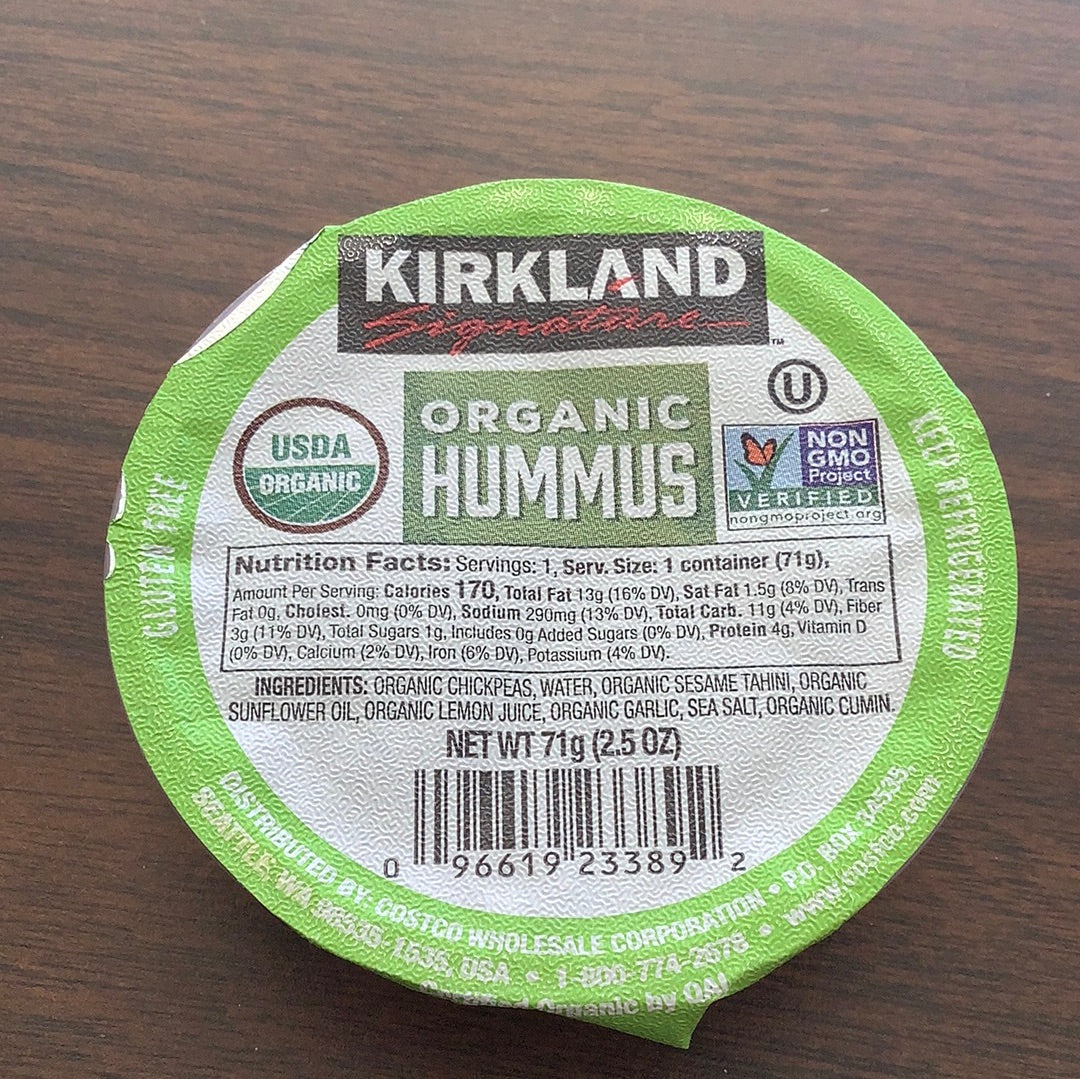 KIRKLAND
Signature
™
U
ORGANIC
HUMMUS
USDA
ORGANIC
NON
GMO
Project
VERIFIED
nongmoproject.org
GLUTEN FREE
KEEP REFRIGERATED
Nutrition Facts: Servings: 1, Serv. Size: 1 container (71g),
Amount Per Serving: Calories 170, Total Fat 13g (16% DV), Sat Fat 1.5g (8% DV), Trans
Fat 0g, Cholest. 0mg (0% DV), Sodium 290mg (13% DV), Total Carb. 11g (4% DV), Fiber
3g (11% DV), Total Sugars 1g, Includes 0g Added Sugars (0% DV), Protein 4g, Vitamin D
(0% DV), Calcium (2% DV), Iron (6% DV), Potassium (4% DV).
INGREDIENTS: ORGANIC CHICKPEAS, WATER, ORGANIC SESAME TAHINI, ORGANIC
SUNFLOWER OIL, ORGANIC LEMON JUICE, ORGANIC GARLIC, SEA SALT, ORGANIC CUMIN.
NET WT 71g (2.5 OZ)
0 96619 23389 2
DISTRIBUTED BY: COSTCO WHOLESALE CORPORATION • P.O. BOX 34535,
SEATTLE, WA 1535, USA • 1-800-774-2678 • www.costco.com
Certified Organic by QAI